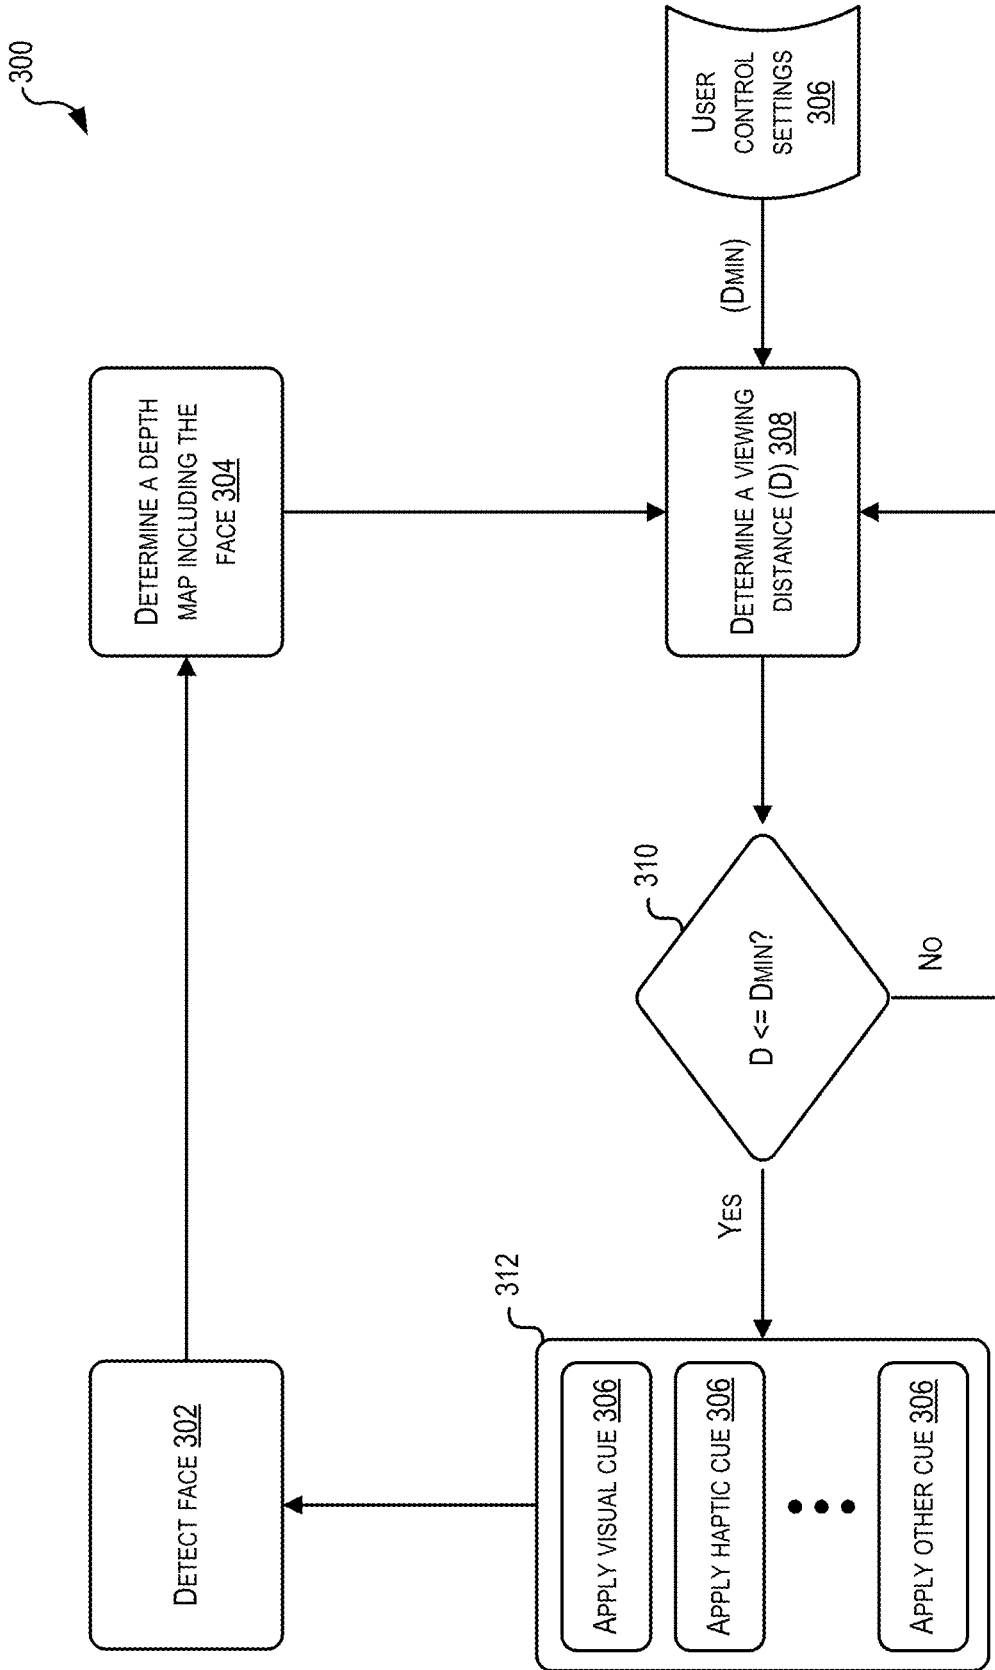 300
DETECT FACE 302
DETERMINE A DEPTH
MAP INCLUDING THE
FACE 304
USER
CONTROL
SETTINGS
306
(DMIN)
DETERMINE A VIEWING
DISTANCE (D) 308
310
D <= DMIN?
NO
YES
312
APPLY VISUAL CUE 306
APPLY HAPTIC CUE 306
APPLY OTHER CUE 306